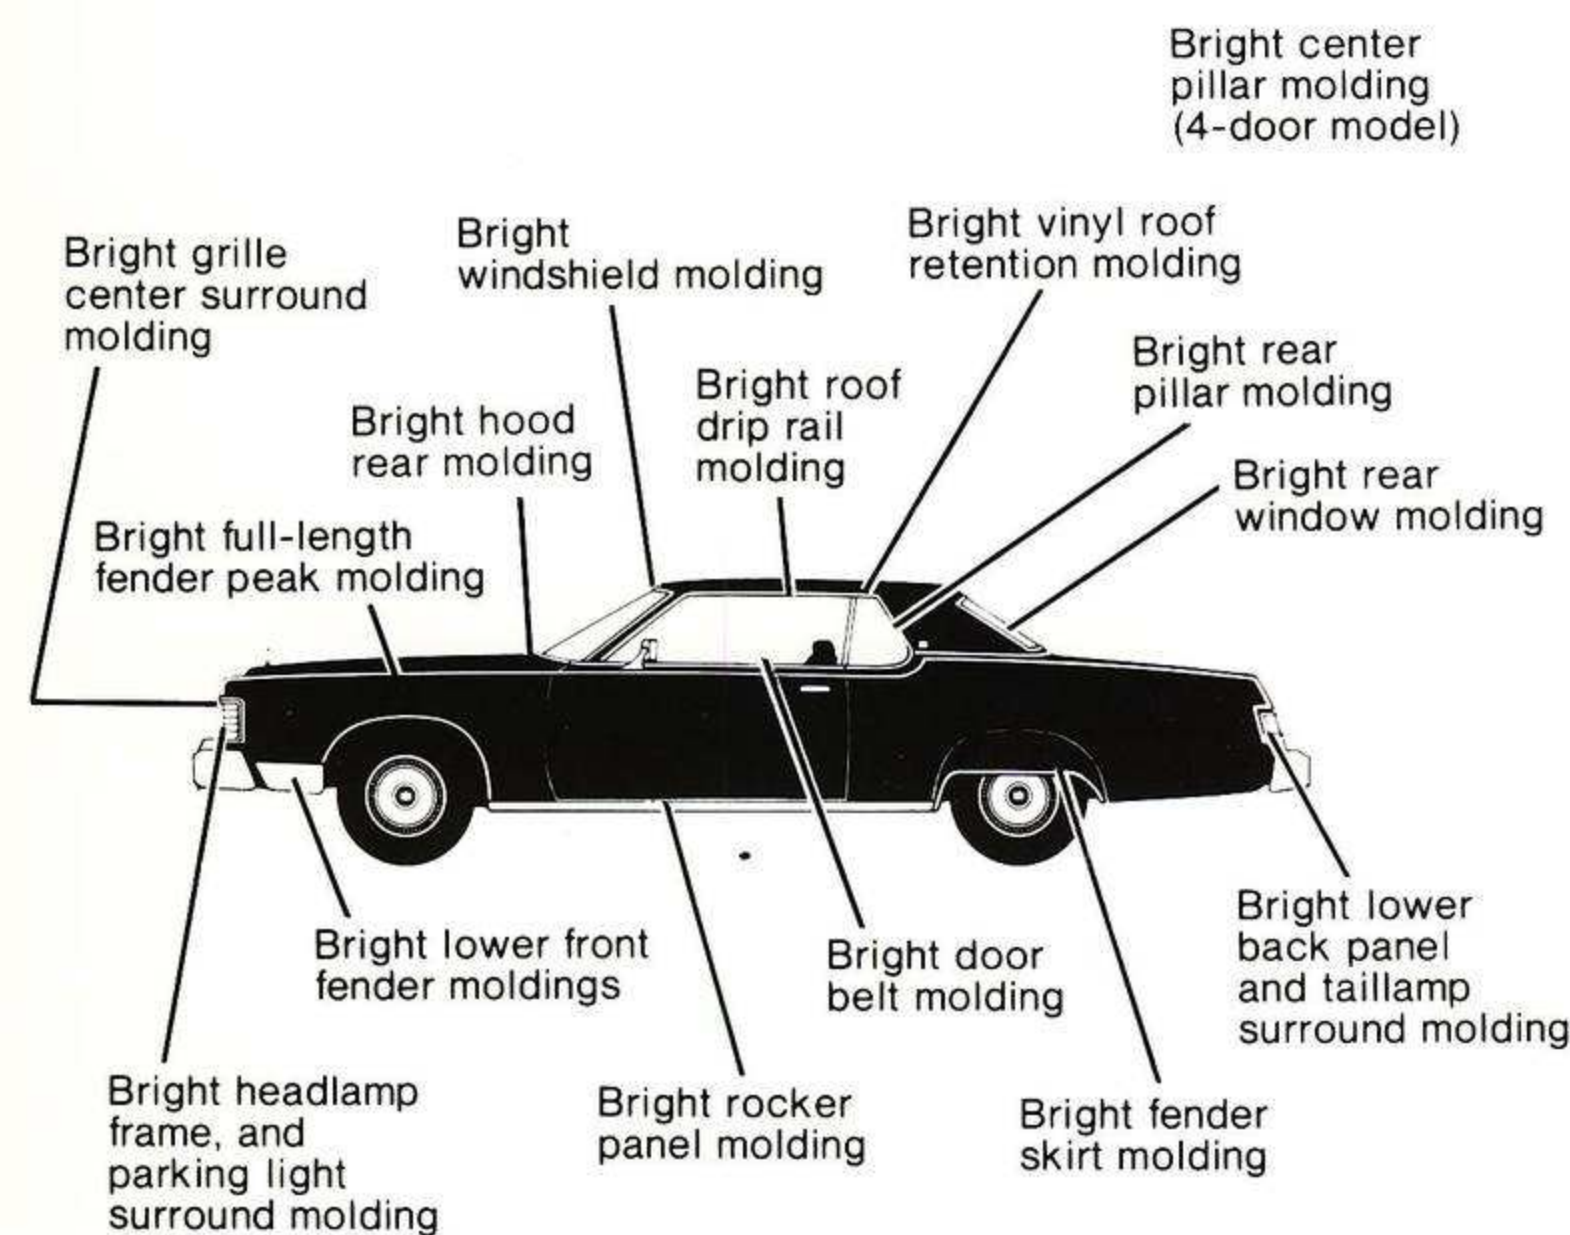 Bright center
pillar molding
(4-door model)
Bright grille
center surround
molding
Bright
windshield molding
Bright vinyl roof
retention molding
Bright rear
pillar molding
Bright roof
drip rail
molding
Bright hood
rear molding
Bright rear
window molding
Bright full-length
fender peak molding
Bright lower front
fender moldings
Bright door
belt molding
Bright lower
back panel
and taillamp
surround molding
Bright headlamp
frame, and
parking light
surround molding
Bright rocker
panel molding
Bright fender
skirt molding